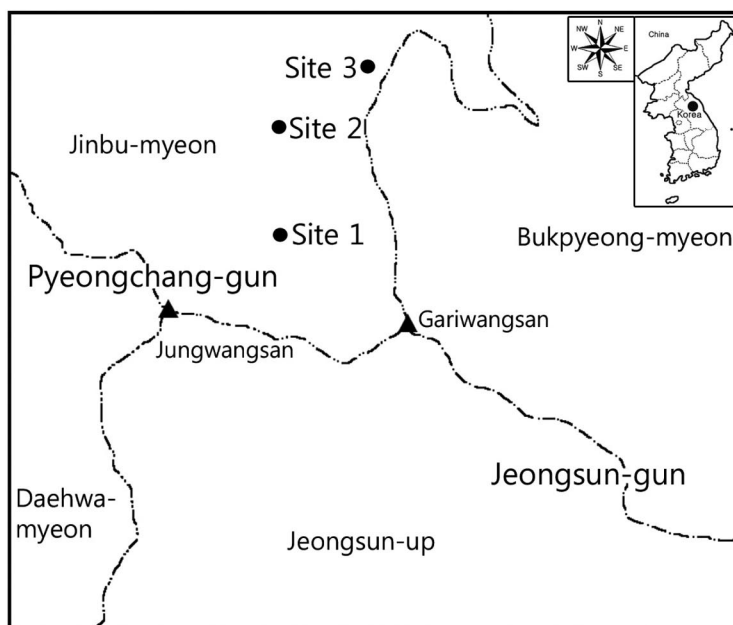 N
NW
NE
W
E
SW
SE
S
China
Korea
Site 3
Site 2
Jinbu-myeon
Site 1
Bukpyeong-myeon
Pyeongchang-gun
Gariwangsan
Jungwangsan
Jeongsun-gun
Daehwa-
myeon
Jeongsun-up